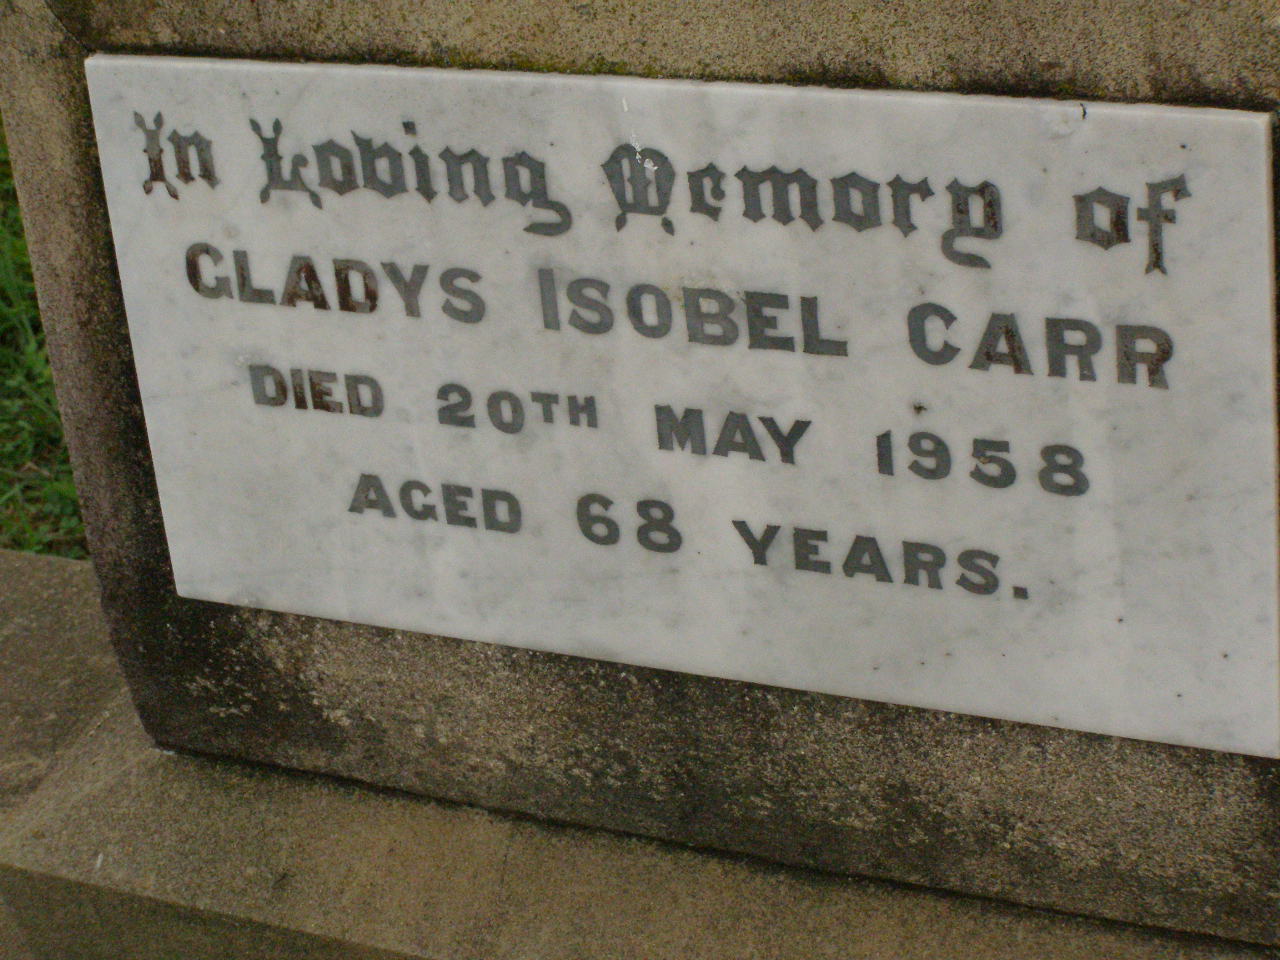 In Loving Memory of
GLADYS ISOBEL CARR
DIED 20TH MAY 1958
AGED 68 YEARS.